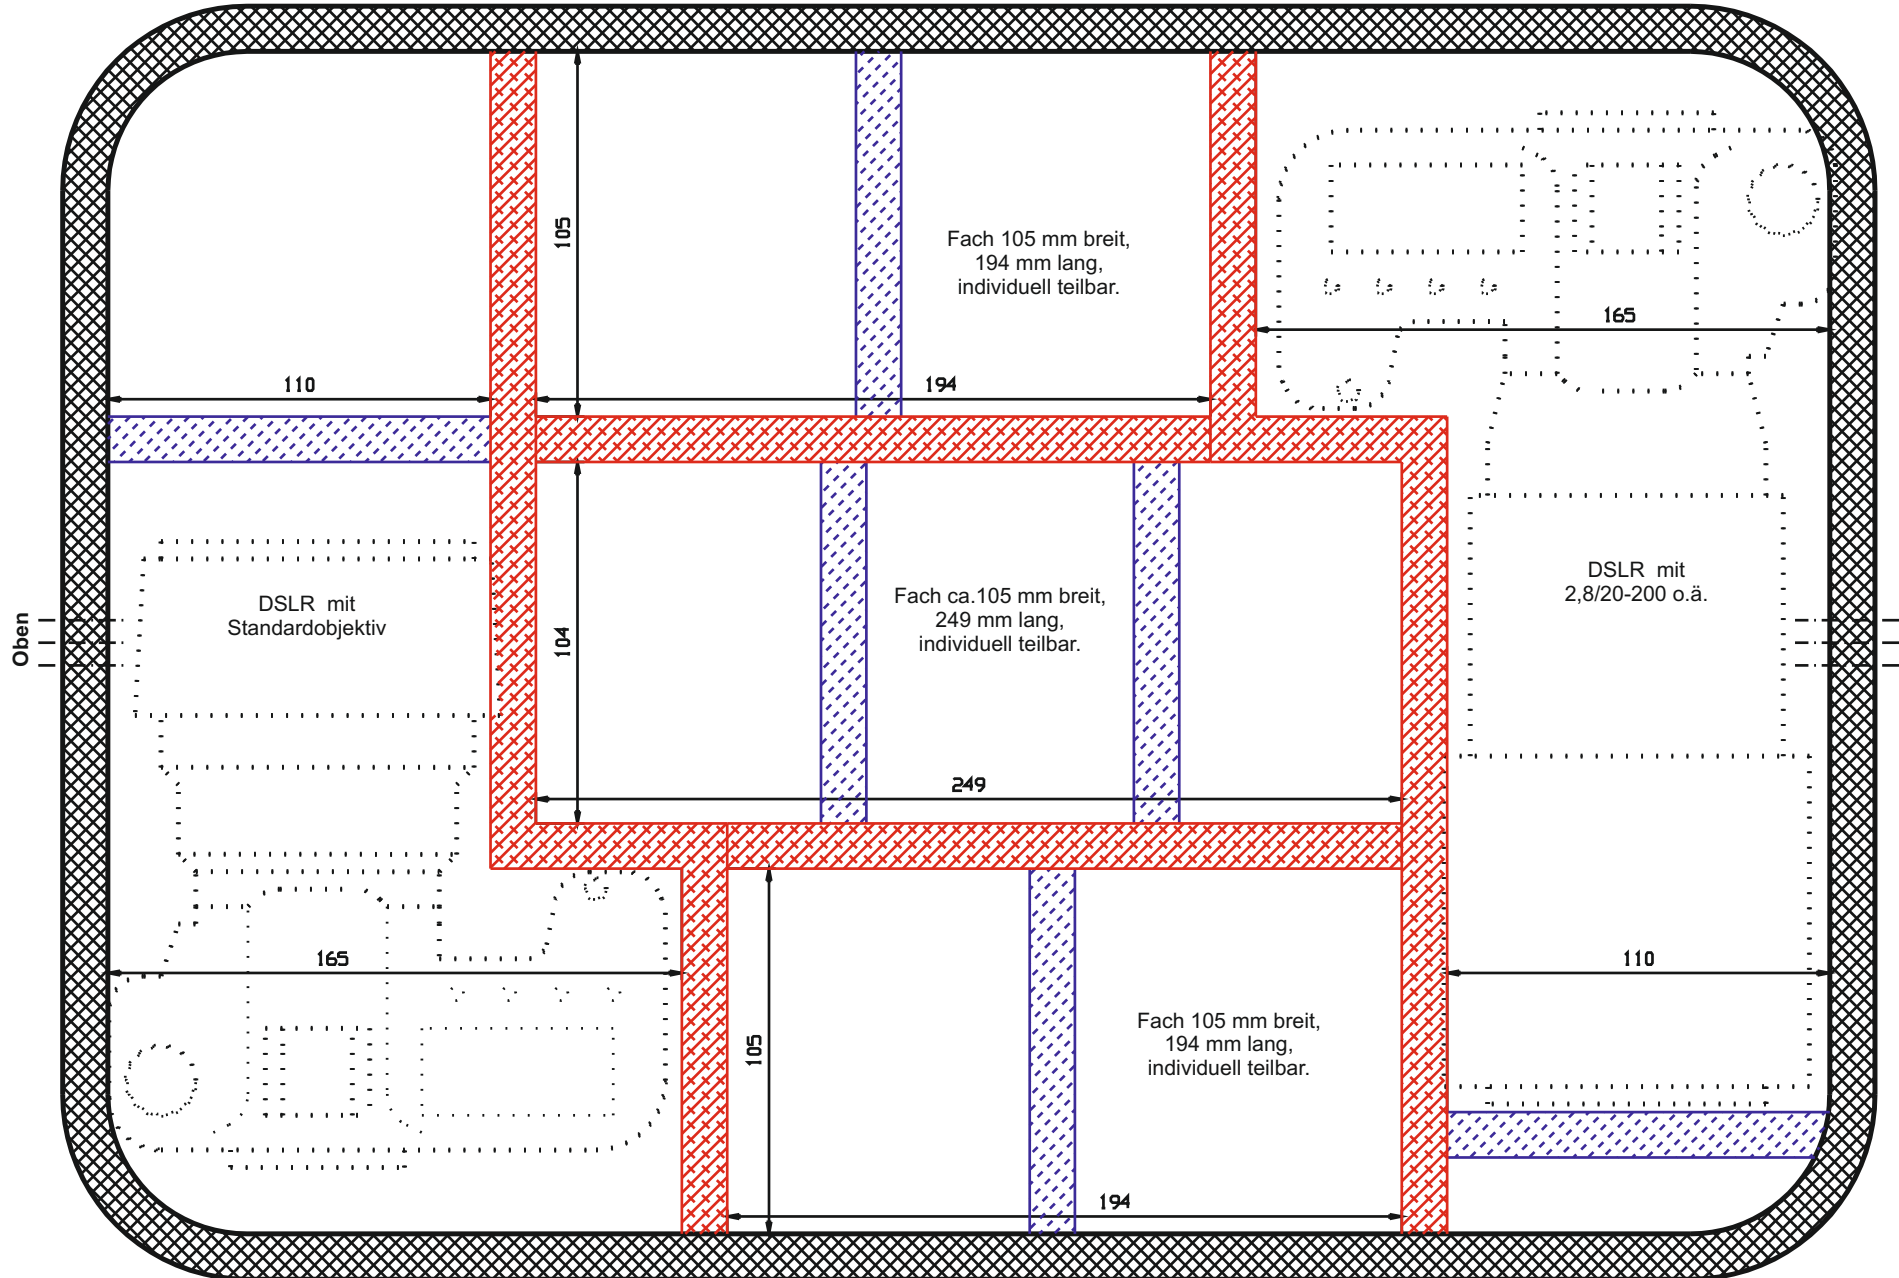 105
Fach 105 mm breit,
194 mm lang,
individuell teilbar.
165
110
194
DSLR  mit
Standardobjektiv
Oben
104
Fach ca.105 mm breit,
249 mm lang,
individuell teilbar.
DSLR  mit
2,8/20-200 o.ä.
249
165
110
105
Fach 105 mm breit,
194 mm lang,
individuell teilbar.
194